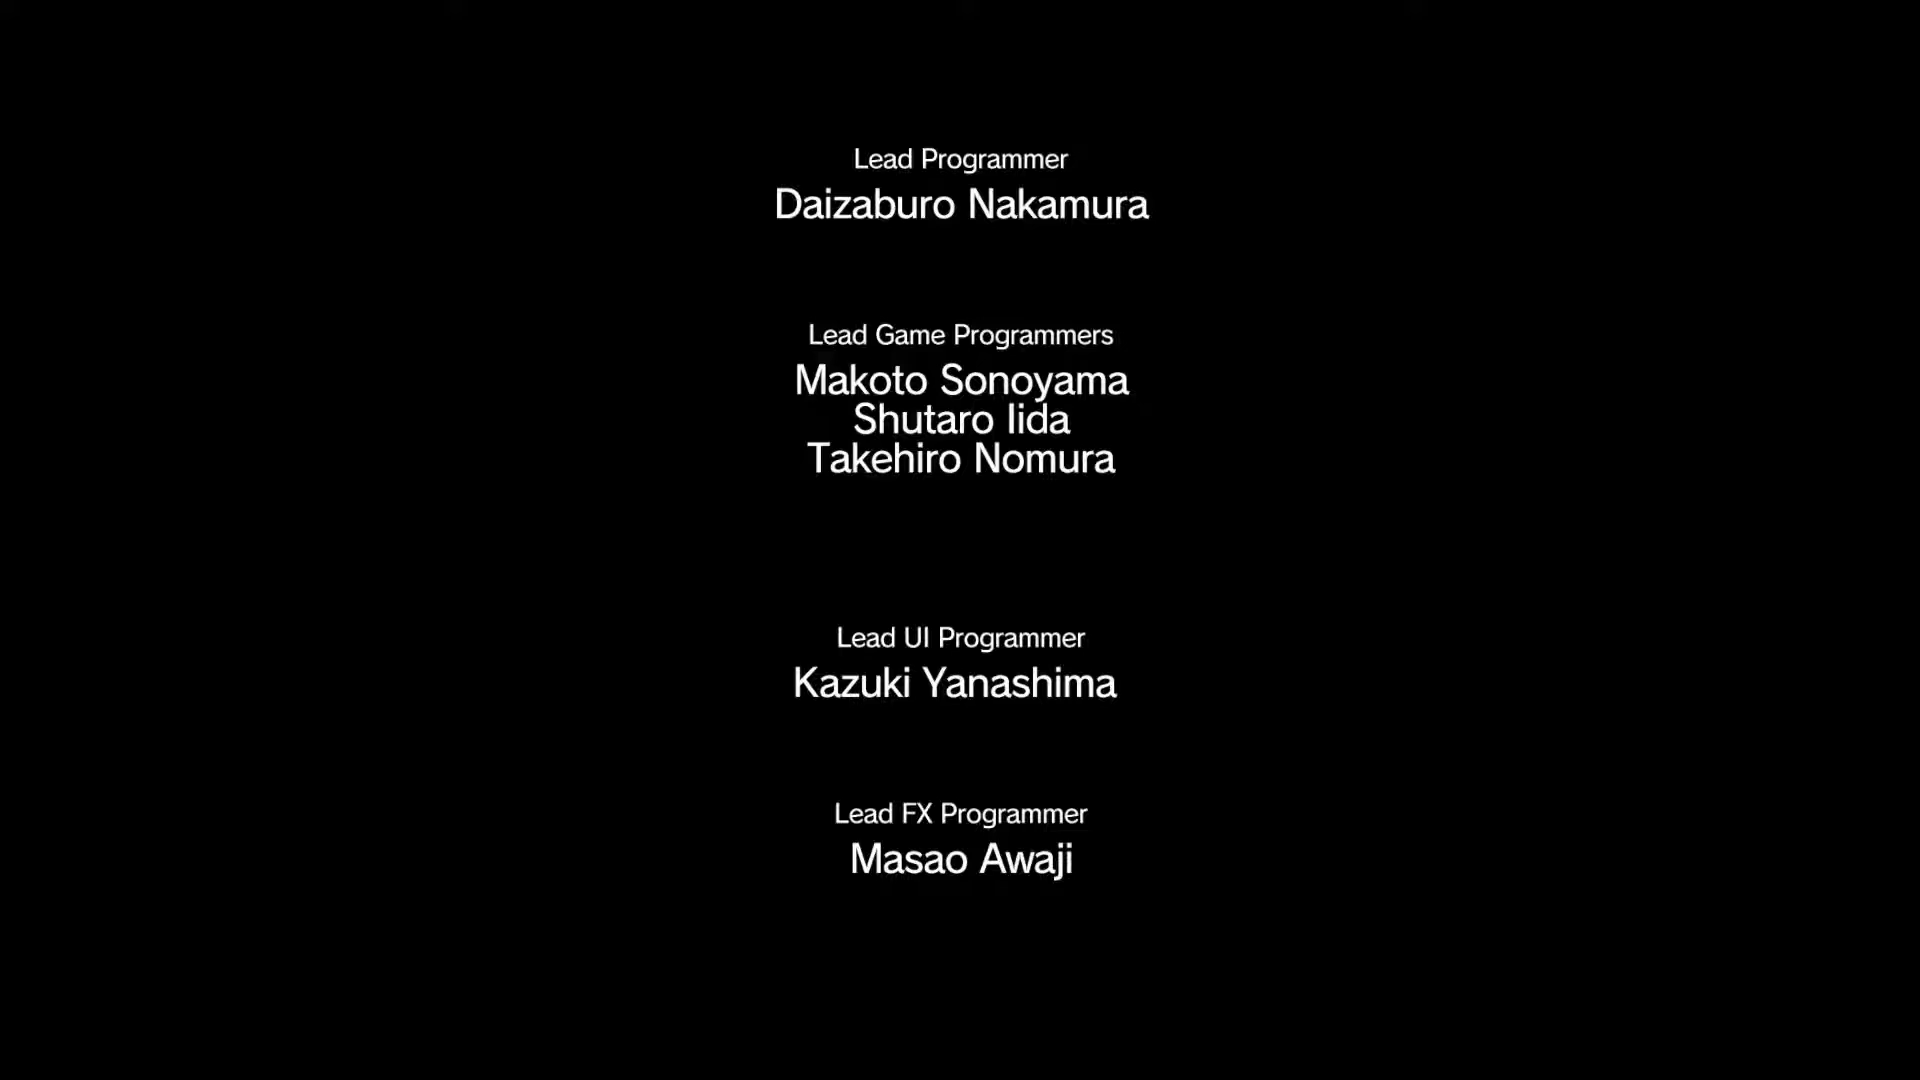 Lead Programmer
Daizaburo Nakamura
Lead Game Programmers
Makoto Sonoyama
Shutaro Iida
Takehiro Nomura
Lead UI Programmer
Kazuki Yanashima
Lead FX Programmer
Masao Awaji